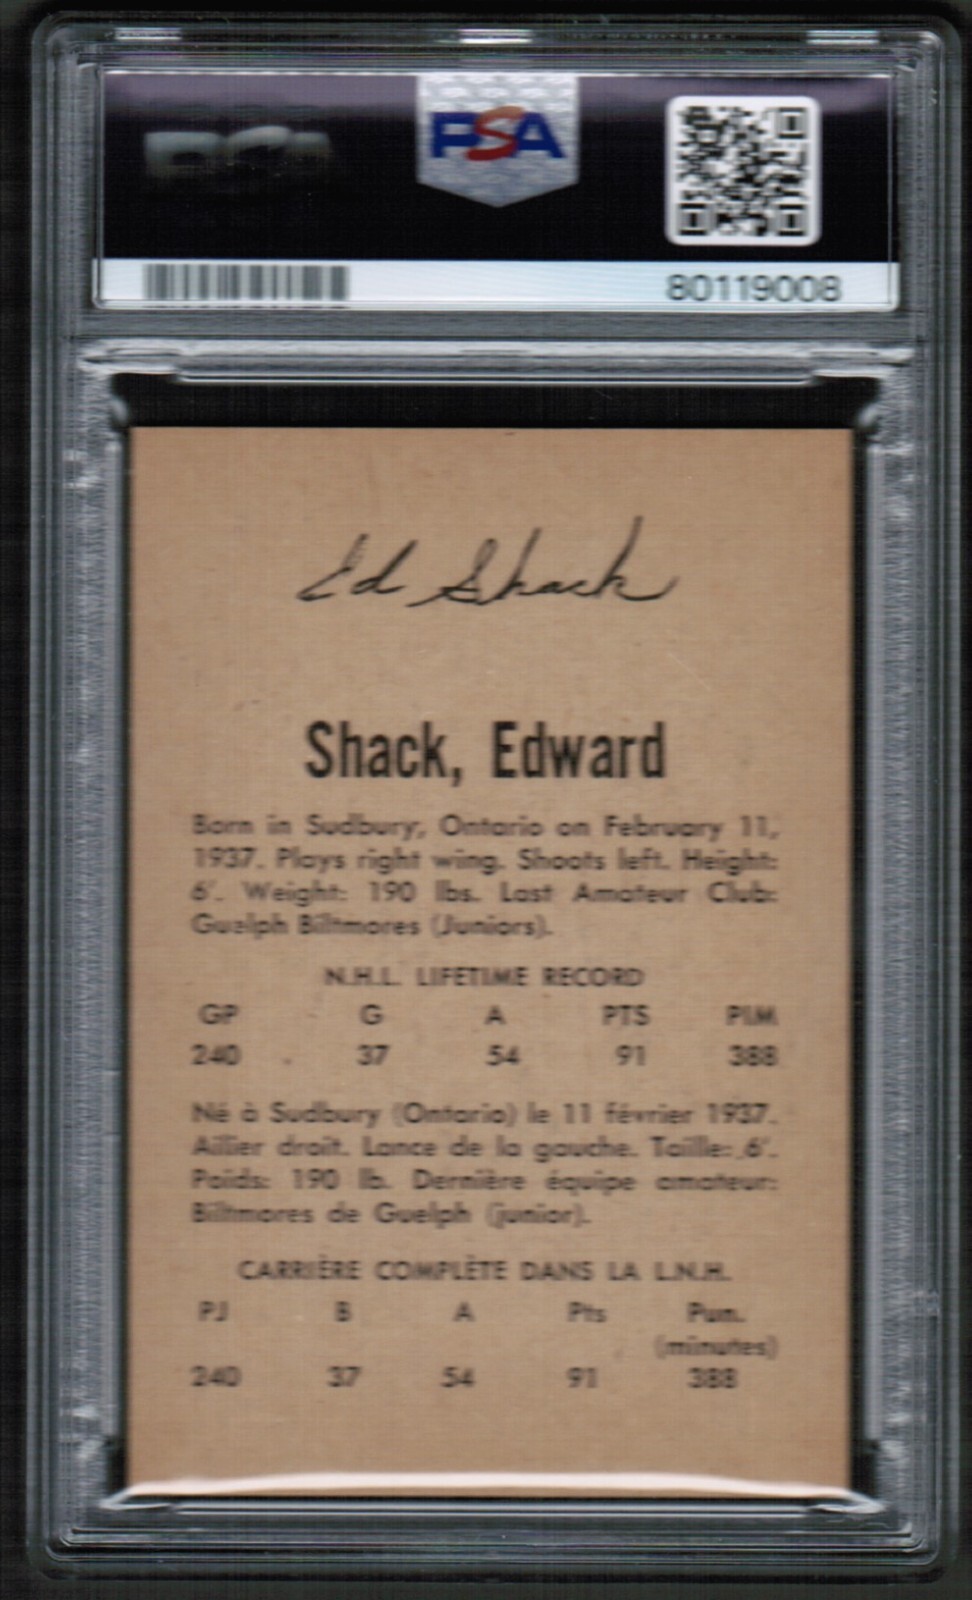 PSA
80119008
Ed Shack
Shack, Edward
Born in Sudbury, Ontario on February 11,
1937. Plays right wing. Shoots left. Height:
6'. Weight: 190 lbs. Last Amateur Club:
Guelph Biltmores (Juniors).
N.H.L. LIFETIME RECORD
GP G A PTS PIM
240 37 54 91 388
Né à Sudbury (Ontario) le 11 février 1937.
Ailier droit. Lance de la gauche. Taille: 6'.
Poids: 190 lb. Dernière équipe amateur:
Biltmores de Guelph (junior).
CARRIÈRE COMPLÈTE DANS LA L.N.H.
PJ B A Pts Pun.
(minutes)
240 37 54 91 388